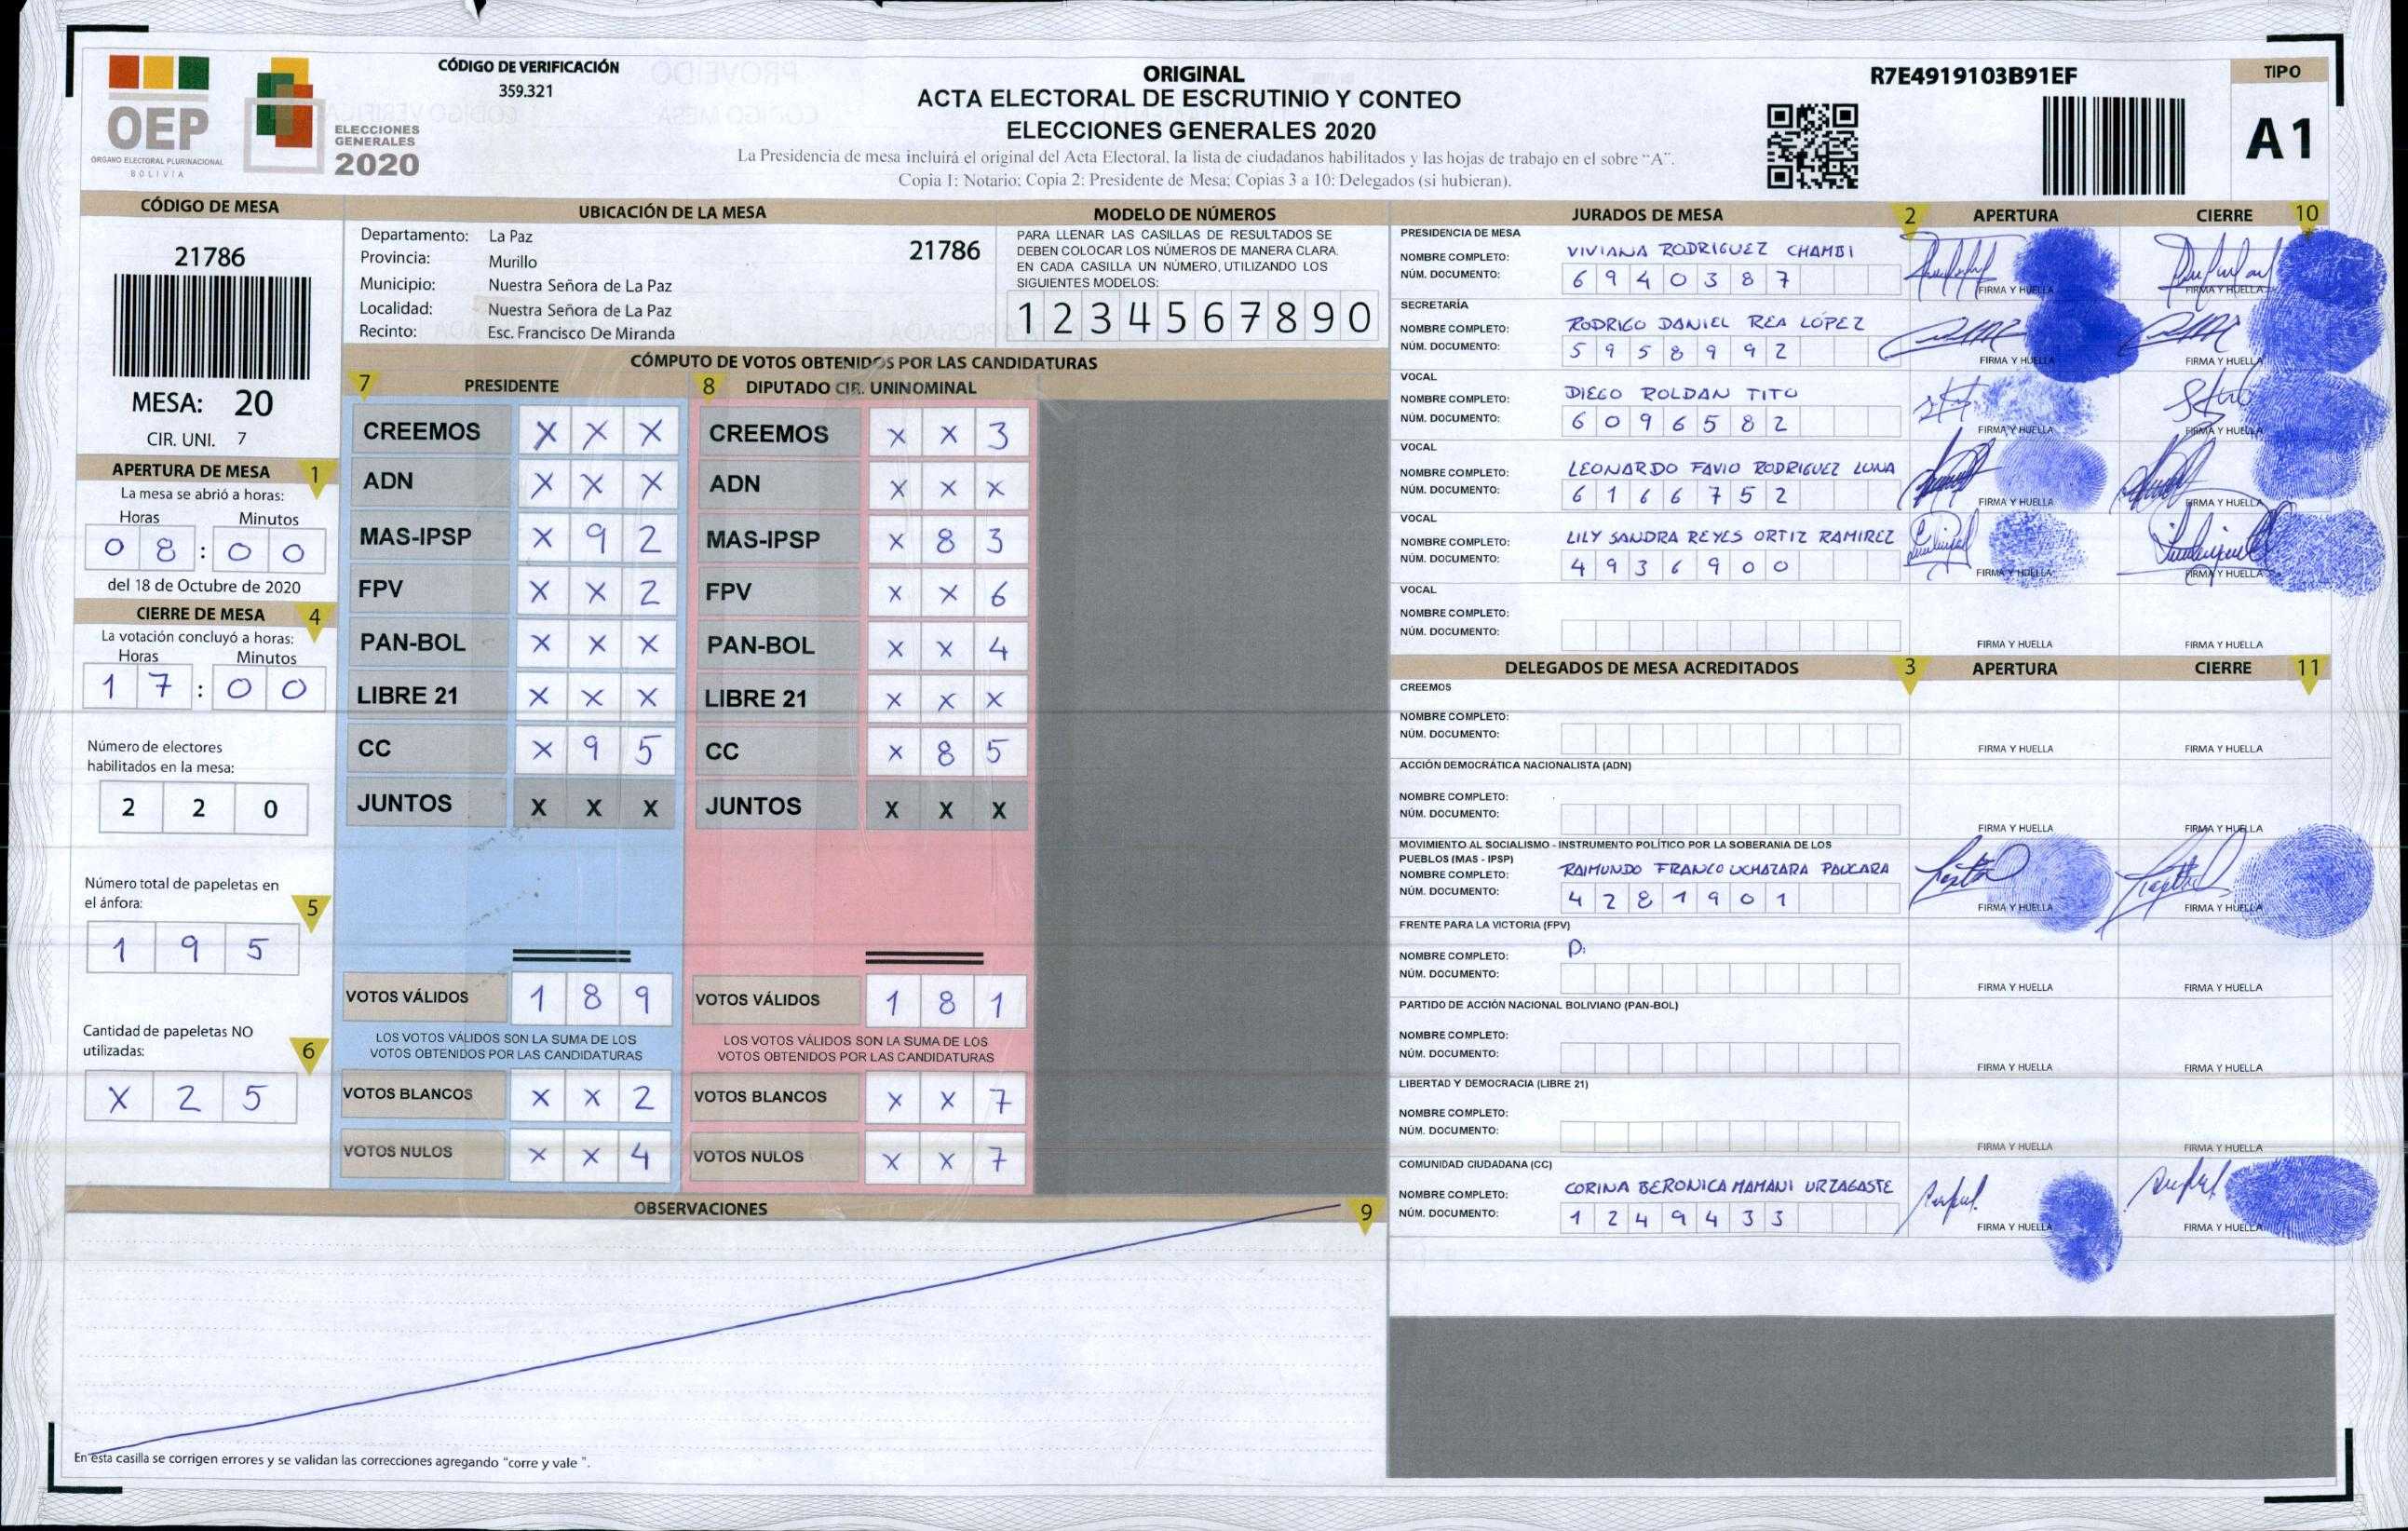 OEP
ÓRGANO ELECTORAL PLURINACIONAL
BOLIVIA
ELECCIONES
GENERALES
2020
CÓDIGO DE VERIFICACIÓN
359.321
ORIGINAL
ACTA ELECTORAL DE ESCRUTINIO Y CONTEO
ELECCIONES GENERALES 2020
La Presidencia de mesa incluirá el original del Acta Electoral, la lista de ciudadanos habilitados y las hojas de trabajo en el sobre “A”.
Copia 1: Notario; Copia 2: Presidente de Mesa; Copias 3 a 10: Delegados (si hubieran).
R7E4919103B91EF
TIPO
A1
CÓDIGO DE MESA
21786
MESA: 20
CIR. UNI. 7
APERTURA DE MESA 1
La mesa se abrió a horas:
Horas Minutos
0 8 : 0 0
del 18 de Octubre de 2020
CIERRE DE MESA 4
La votación concluyó a horas:
Horas Minutos
1 7 : 0 0
Número de electores
habilitados en la mesa:
2 2 0
Número total de papeletas en
el ánfora: 5
1 9 5
Cantidad de papeletas NO
utilizadas: 6
X 2 5
UBICACIÓN DE LA MESA
Departamento: La Paz
21786
Provincia: Murillo
Municipio: Nuestra Señora de La Paz
Localidad: Nuestra Señora de La Paz
Recinto: Esc. Francisco De Miranda
MODELO DE NÚMEROS
PARA LLENAR LAS CASILLAS DE RESULTADOS SE
DEBEN COLOCAR LOS NÚMEROS DE MANERA CLARA.
EN CADA CASILLA UN NÚMERO, UTILIZANDO LOS
SIGUIENTES MODELOS:
1 2 3 4 5 6 7 8 9 0
CÓMPUTO DE VOTOS OBTENIDOS POR LAS CANDIDATURAS
7 PRESIDENTE
CREEMOS X X X
ADN X X X
MAS-IPSP X 9 2
FPV X X 2
PAN-BOL X X X
LIBRE 21 X X X
CC X 9 5
JUNTOS X X X
VOTOS VÁLIDOS 1 8 9
LOS VOTOS VÁLIDOS SON LA SUMA DE LOS
VOTOS OBTENIDOS POR LAS CANDIDATURAS
VOTOS BLANCOS X X 2
VOTOS NULOS X X 4
8 DIPUTADO CIR. UNINOMINAL
CREEMOS X X 3
ADN X X X
MAS-IPSP X 8 3
FPV X X 6
PAN-BOL X X 4
LIBRE 21 X X X
CC X 8 5
JUNTOS X X X
VOTOS VÁLIDOS 1 8 1
LOS VOTOS VÁLIDOS SON LA SUMA DE LOS
VOTOS OBTENIDOS POR LAS CANDIDATURAS
VOTOS BLANCOS X X 7
VOTOS NULOS X X 7
OBSERVACIONES 9
En esta casilla se corrigen errores y se validan las correcciones agregando "corre y vale ".
JURADOS DE MESA 2 APERTURA CIERRE 10
PRESIDENCIA DE MESA
NOMBRE COMPLETO: VIVIANA RODRIGUEZ CHAMBI
NÚM. DOCUMENTO: 6 9 4 0 3 8 7
FIRMA Y HUELLA FIRMA Y HUELLA
SECRETARÍA
NOMBRE COMPLETO: RODRIGO DANIEL REA LÓPEZ
NÚM. DOCUMENTO: 5 9 5 8 9 9 2
FIRMA Y HUELLA FIRMA Y HUELLA
VOCAL
NOMBRE COMPLETO: DIEGO ROLDAN TITO
NÚM. DOCUMENTO: 6 0 9 6 5 8 2
FIRMA Y HUELLA FIRMA Y HUELLA
VOCAL
NOMBRE COMPLETO: LEONARDO FAVIO RODRIGUEZ LUNA
NÚM. DOCUMENTO: 6 1 6 6 7 5 2
FIRMA Y HUELLA FIRMA Y HUELLA
VOCAL
NOMBRE COMPLETO: LILY SANDRA REYES ORTIZ RAMIREZ
NÚM. DOCUMENTO: 4 9 3 6 9 0 0
FIRMA Y HUELLA FIRMA Y HUELLA
VOCAL
NOMBRE COMPLETO:
NÚM. DOCUMENTO:
FIRMA Y HUELLA FIRMA Y HUELLA
DELEGADOS DE MESA ACREDITADOS 3 APERTURA CIERRE 11
CREEMOS
NOMBRE COMPLETO:
NÚM. DOCUMENTO:
FIRMA Y HUELLA FIRMA Y HUELLA
ACCIÓN DEMOCRÁTICA NACIONALISTA (ADN)
NOMBRE COMPLETO:
NÚM. DOCUMENTO:
FIRMA Y HUELLA FIRMA Y HUELLA
MOVIMIENTO AL SOCIALISMO - INSTRUMENTO POLÍTICO POR LA SOBERANIA DE LOS
PUEBLOS (MAS - IPSP)
NOMBRE COMPLETO: RAIMUNDO FRANCO UCHAZARA PAUCARA
NÚM. DOCUMENTO: 4 2 8 1 9 0 1
FIRMA Y HUELLA FIRMA Y HUELLA
FRENTE PARA LA VICTORIA (FPV)
NOMBRE COMPLETO:
NÚM. DOCUMENTO:
FIRMA Y HUELLA FIRMA Y HUELLA
PARTIDO DE ACCIÓN NACIONAL BOLIVIANO (PAN-BOL)
NOMBRE COMPLETO:
NÚM. DOCUMENTO:
FIRMA Y HUELLA FIRMA Y HUELLA
LIBERTAD Y DEMOCRACIA (LIBRE 21)
NOMBRE COMPLETO:
NÚM. DOCUMENTO:
FIRMA Y HUELLA FIRMA Y HUELLA
COMUNIDAD CIUDADANA (CC)
NOMBRE COMPLETO: CORINA BERONICA MAMANI URZAGASTE
NÚM. DOCUMENTO: 1 2 4 9 4 3 3
FIRMA Y HUELLA FIRMA Y HUELLA